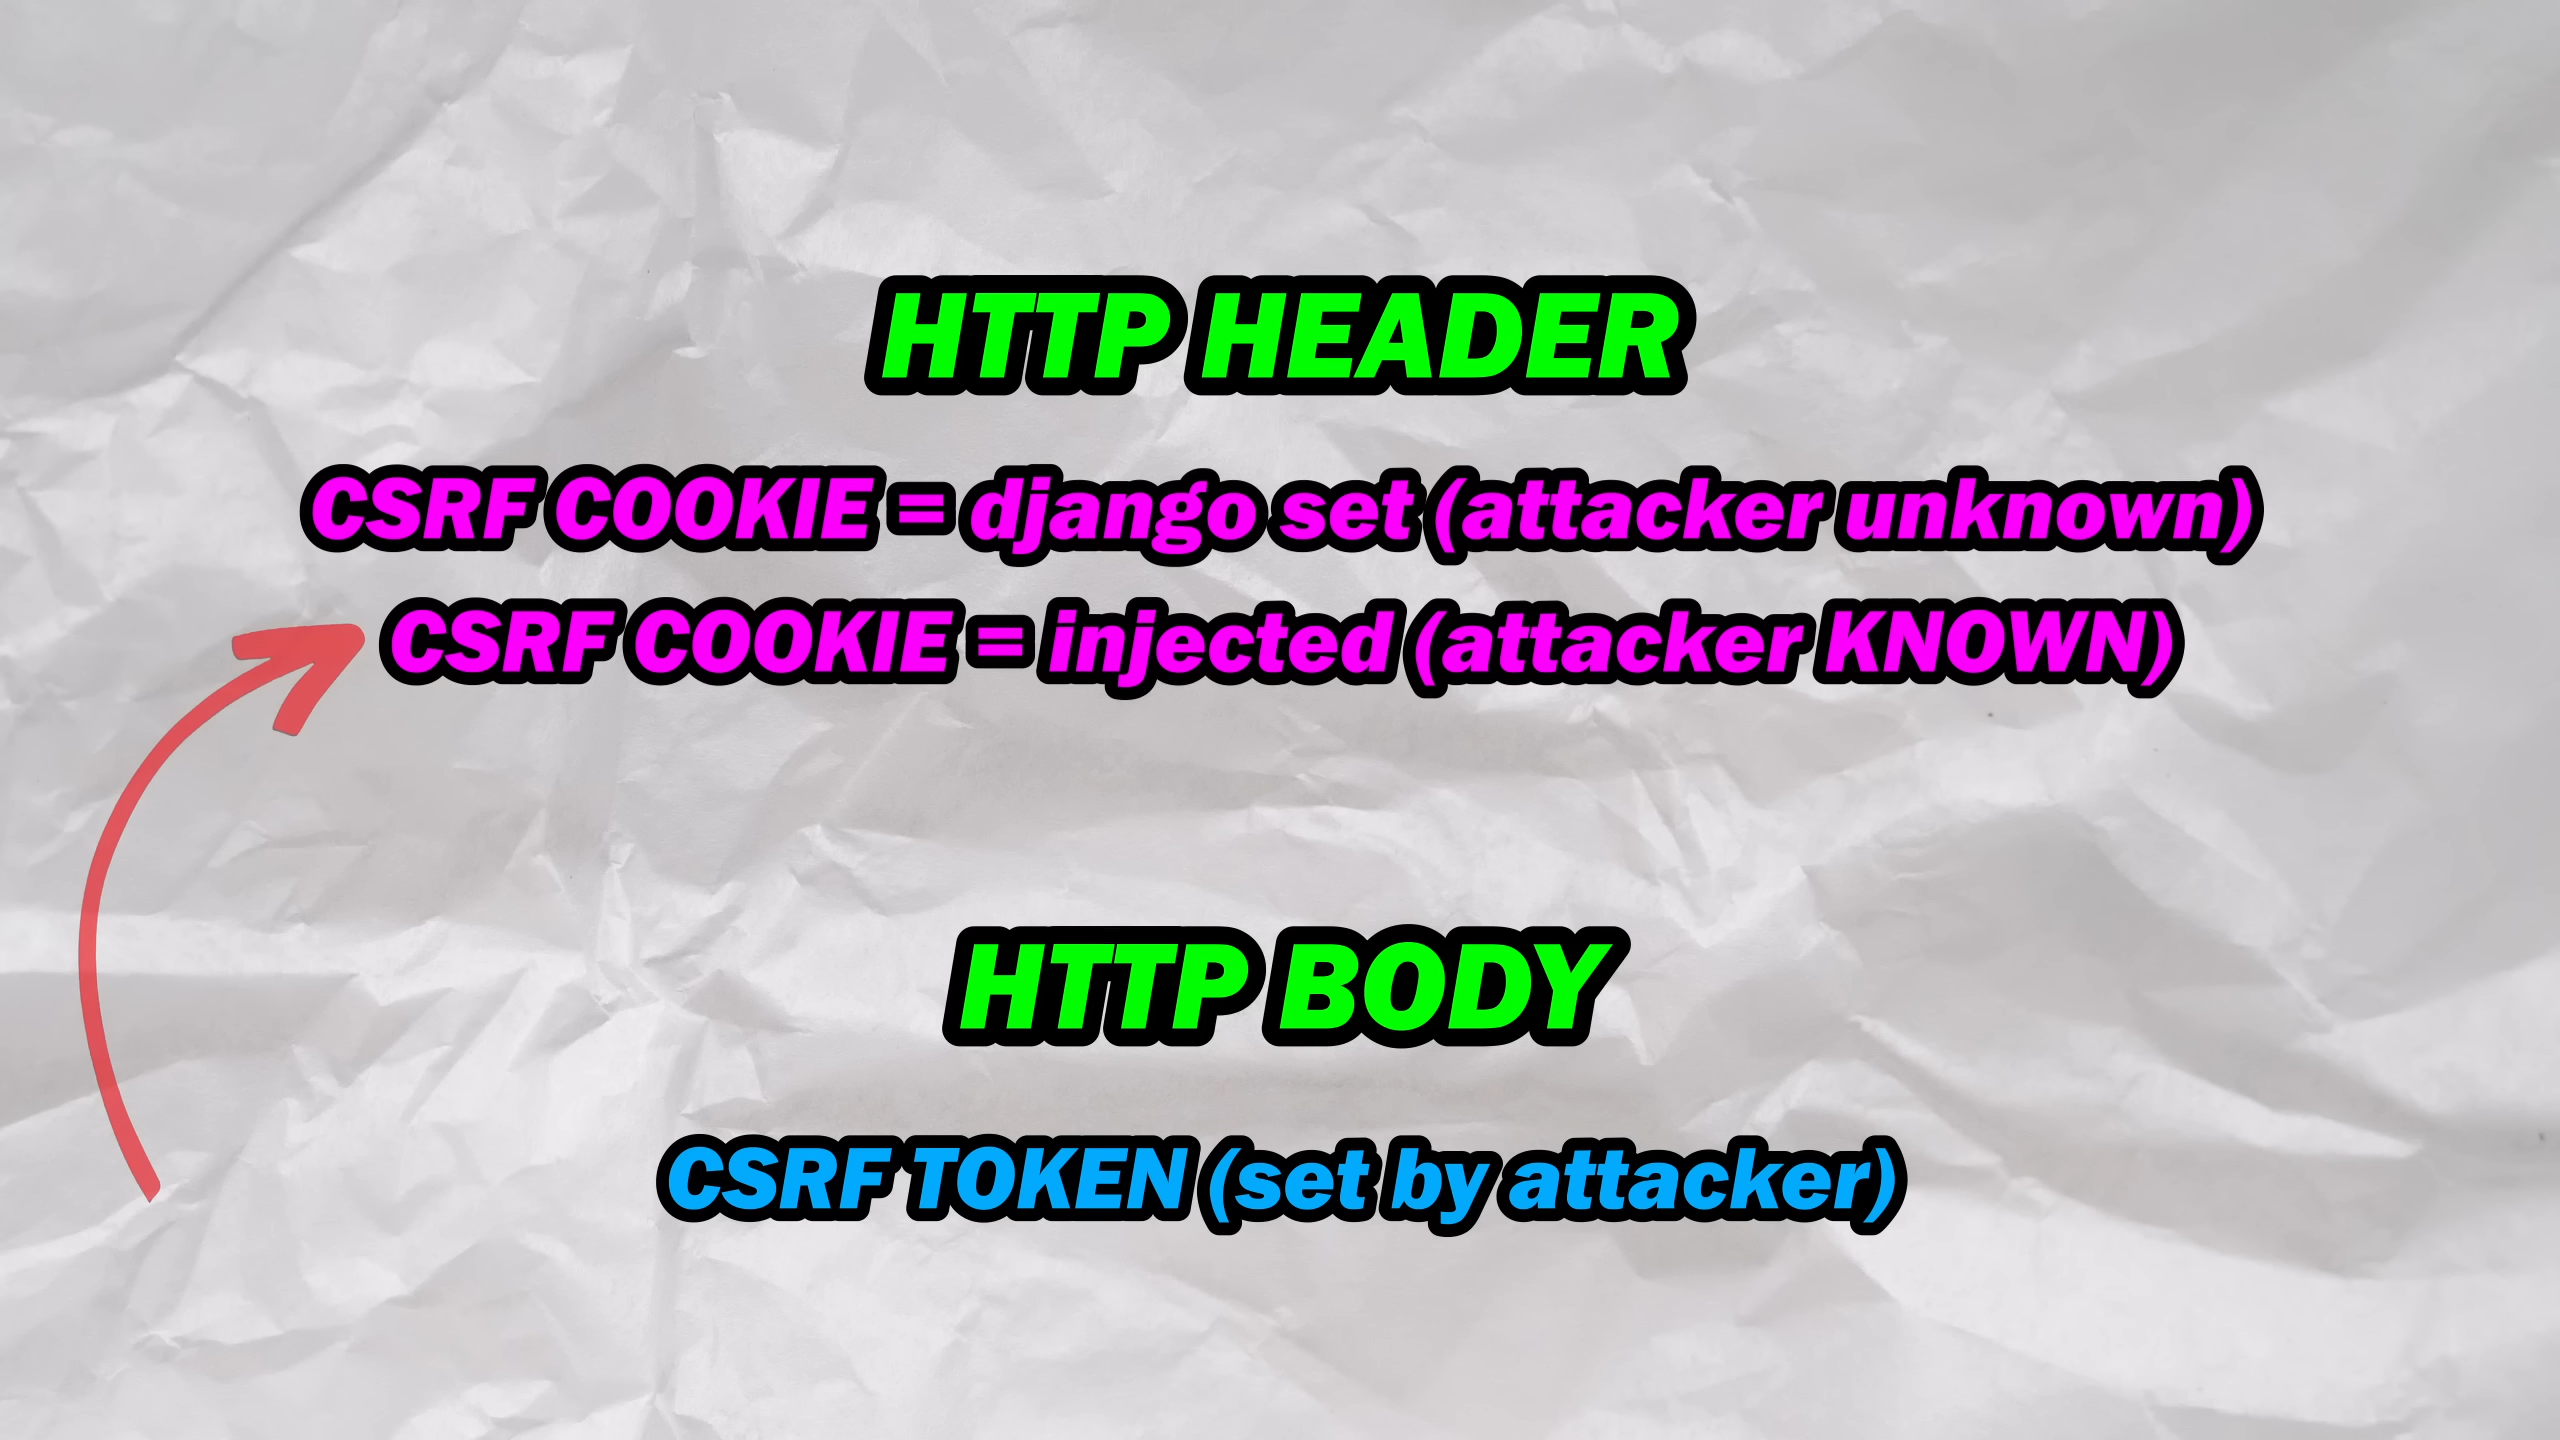 HTTP HEADER
CSRF COOKIE = django set (attacker unknown)
CSRF COOKIE = injected (attacker KNOWN)
HTTP BODY
CSRF TOKEN (set by attacker)